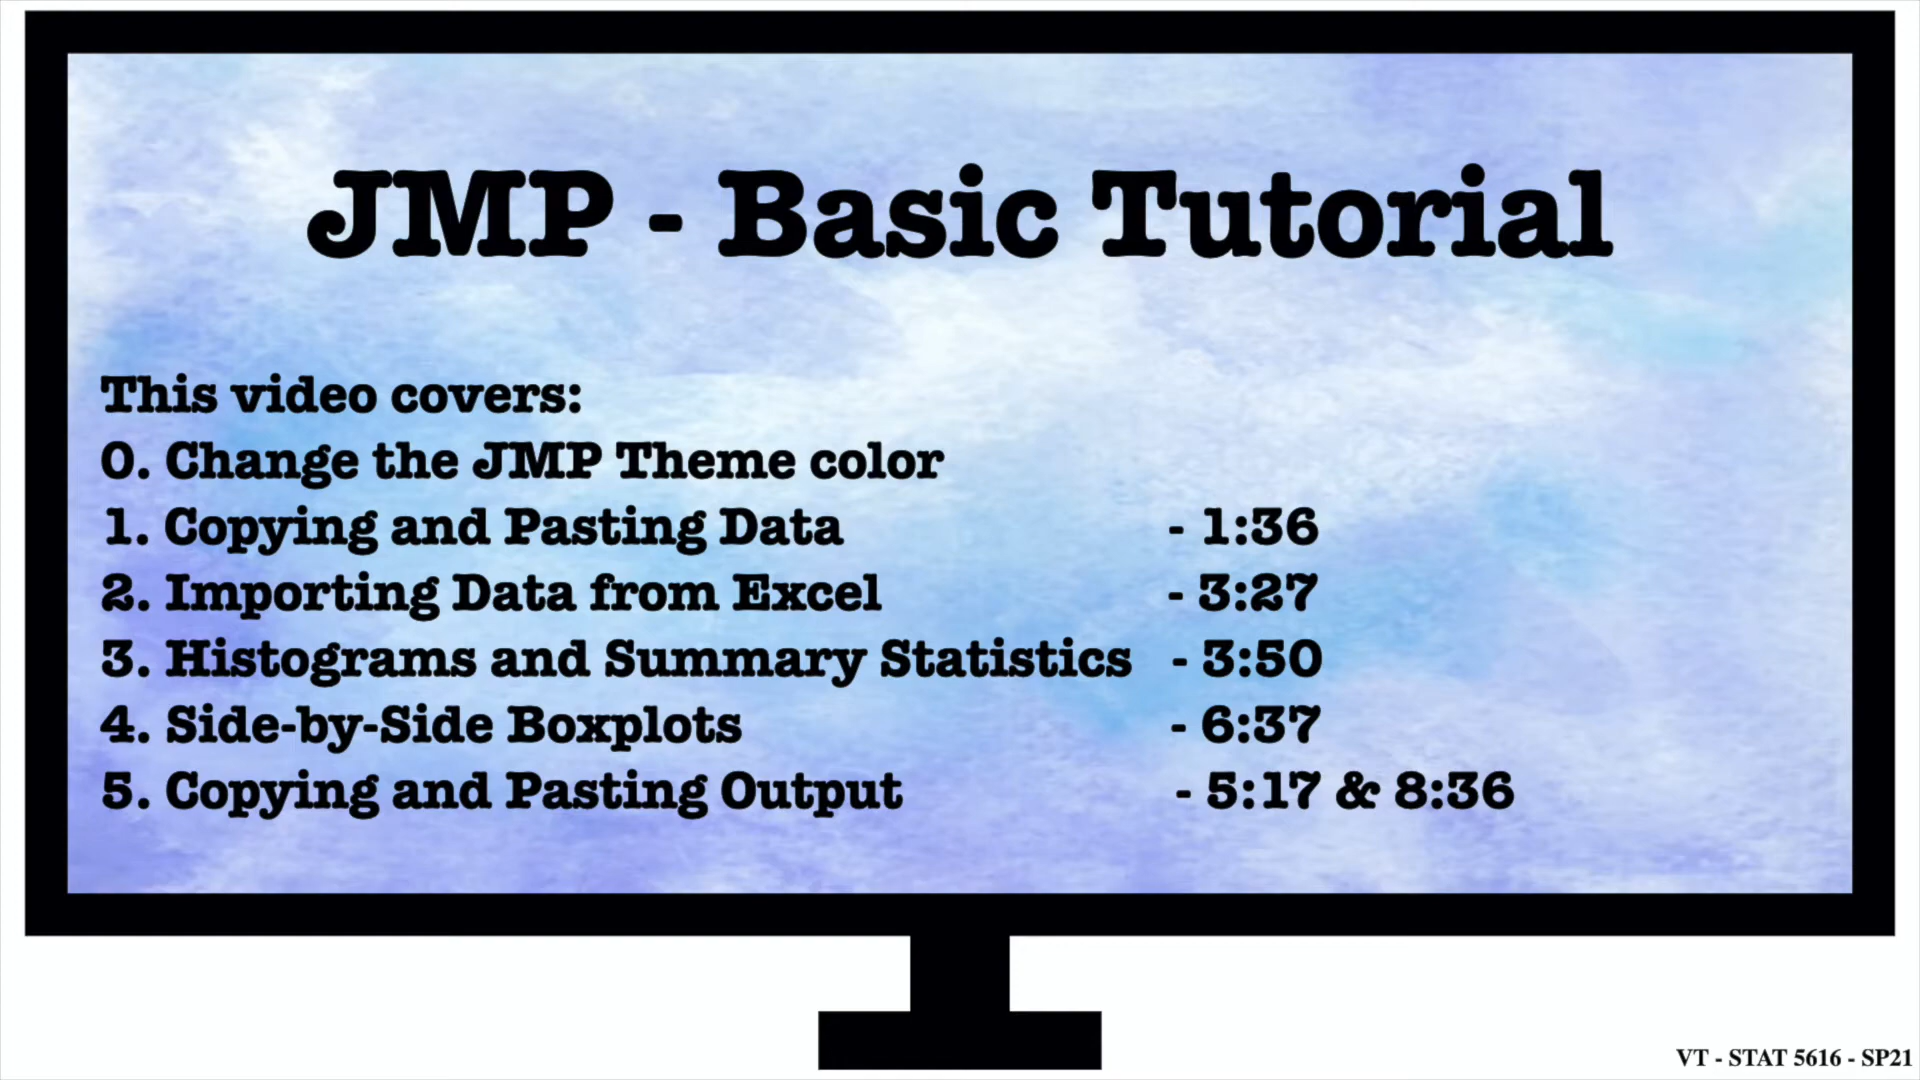 JMP - Basic Tutorial
This video covers:
0. Change the JMP Theme color
1. Copying and Pasting Data - 1:36
2. Importing Data from Excel - 3:27
3. Histograms and Summary Statistics - 3:50
4. Side-by-Side Boxplots - 6:37
5. Copying and Pasting Output - 5:17 & 8:36
VT - STAT 5616 - SP21